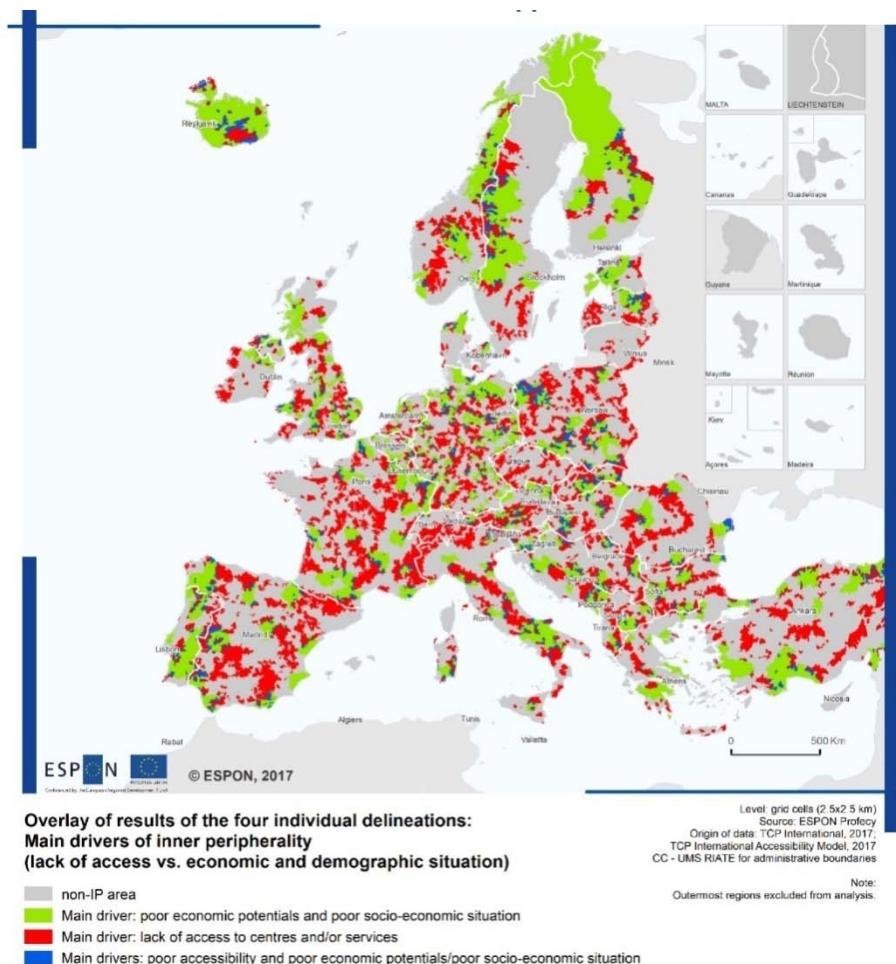 MALTA
LIECHTENSTEIN
Reykjavik
Canarias
Guadeloupe
Helsinki
Tallinn
Oslo
Stockholm
Guyane
Martinique
Riga
København
Vilnius
Minsk
Mayotte
Réunion
Dublin
Amsterdam
Berlin
Warsaw
London
Kiev
Açores
Madeira
Prague
Paris
Luxembourg
Chisinau
Zagreb
Belgrade
Bucharest
Podgorica
Sofia
Rome
Tirana
Ankara
Madrid
Lisbon
Athens
Nicosia
Algiers
Tunis
Rabat
Valletta
0 500 Km
ESPON
© ESPON, 2017
Overlay of results of the four individual delineations:
Main drivers of inner peripherality
(lack of access vs. economic and demographic situation)
Level: grid cells (2.5x2.5 km)
Source: ESPON Profecy
Origin of data: TCP International, 2017;
TCP International Accessibility Model, 2017
CC - UMS RIATE for administrative boundaries
Note:
Outermost regions excluded from analysis.
non-IP area
Main driver: poor economic potentials and poor socio-economic situation
Main driver: lack of access to centres and/or services
Main drivers: poor accessibility and poor economic potentials/poor socio-economic situation